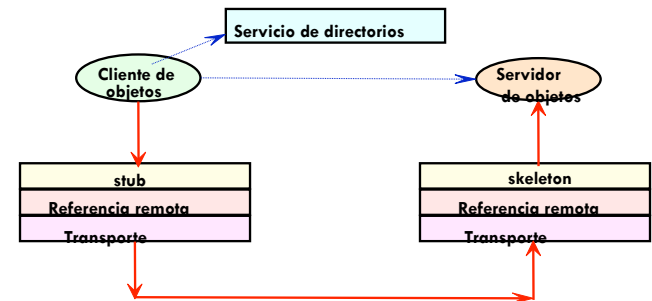 Servicio de directorios
Cliente de
objetos
Servidor
de objetos
stub
Referencia remota
Transporte
skeleton
Referencia remota
Transporte